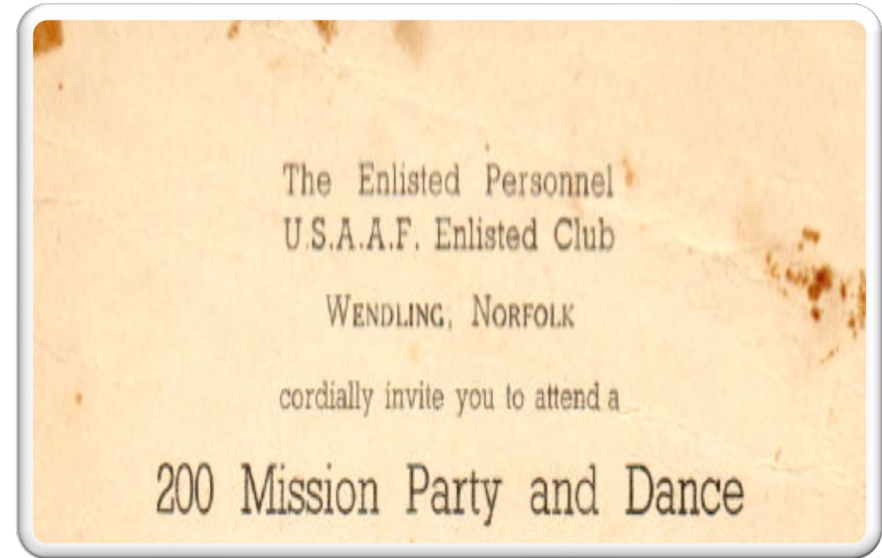 The Enlisted Personnel
U.S.A.A.F. Enlisted Club
WENDLING, NORFOLK
cordially invite you to attend a
200 Mission Party and Dance